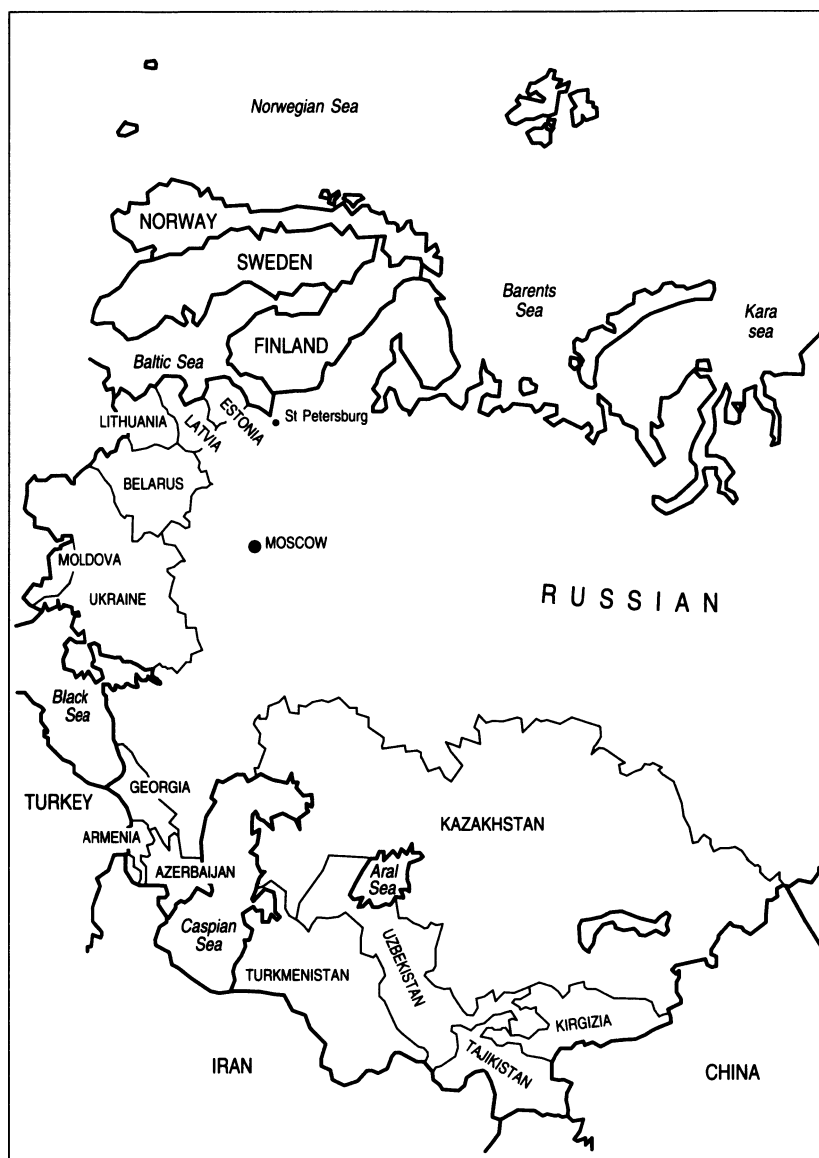 Norwegian Sea
NORWAY
SWEDEN
Barents
Sea
Kara
sea
FINLAND
Baltic Sea
LITHUANIA
LATVIA
ESTONIA
St Petersburg
BELARUS
MOSCOW
MOLDOVA
UKRAINE
RUSSIAN
Black
Sea
GEORGIA
TURKEY
KAZAKHSTAN
ARMENIA
AZERBAIJAN
Aral
Sea
Caspian
Sea
UZBEKISTAN
TURKMENISTAN
KIRGIZIA
TAJIKISTAN
IRAN
CHINA